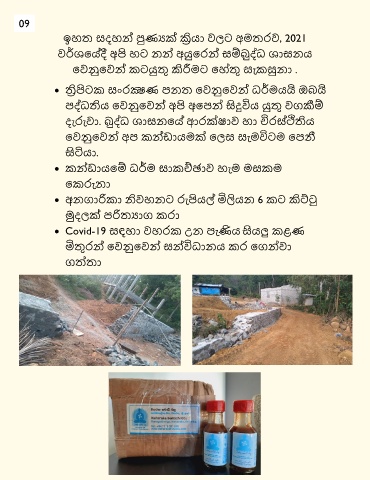 09
ඉහත සදහන් පුණ්‍යක් ක්‍රියා වලට අමතරව, 2021
වර්ශයේදී අපි හට නන් අයුරෙන් සම්බුද්ධ ශාසනය
වෙනුවෙන් කටයුතු කිරීමට හේතු සැකසුනා .
• ත්‍රිපිටක සංරක්‍ෂණ පනත වෙනුවෙන් ධර්මයයි ඔබයි
පද්ධතිය වෙනුවෙන් අපි අපෙන් සිදුවිය යුතු වගකීම්
දැරුවා. බුද්ධ ශාසනයේ ආරක්ෂාව හා චිරස්ථිතිය
වෙනුවෙන් අප කන්ඩායමක් ලෙස සැමවිටම පෙනී
සිටියා.
• කන්ඩායමේ ධර්ම සාකච්ඡාව හැම මසකම
කෙරුනා
• අනගාරිකා නිවහනට රුපියල් මිලියන 6 කට කිට්ටු
මුදලක් පරිත්‍යාග කරා
• Covid-19 සඳහා වහරක උන පැණිය සියලු කළණ
මිතුරන් වෙනුවෙන් සන්විධානය කර ගෙන්වා
ගත්තා